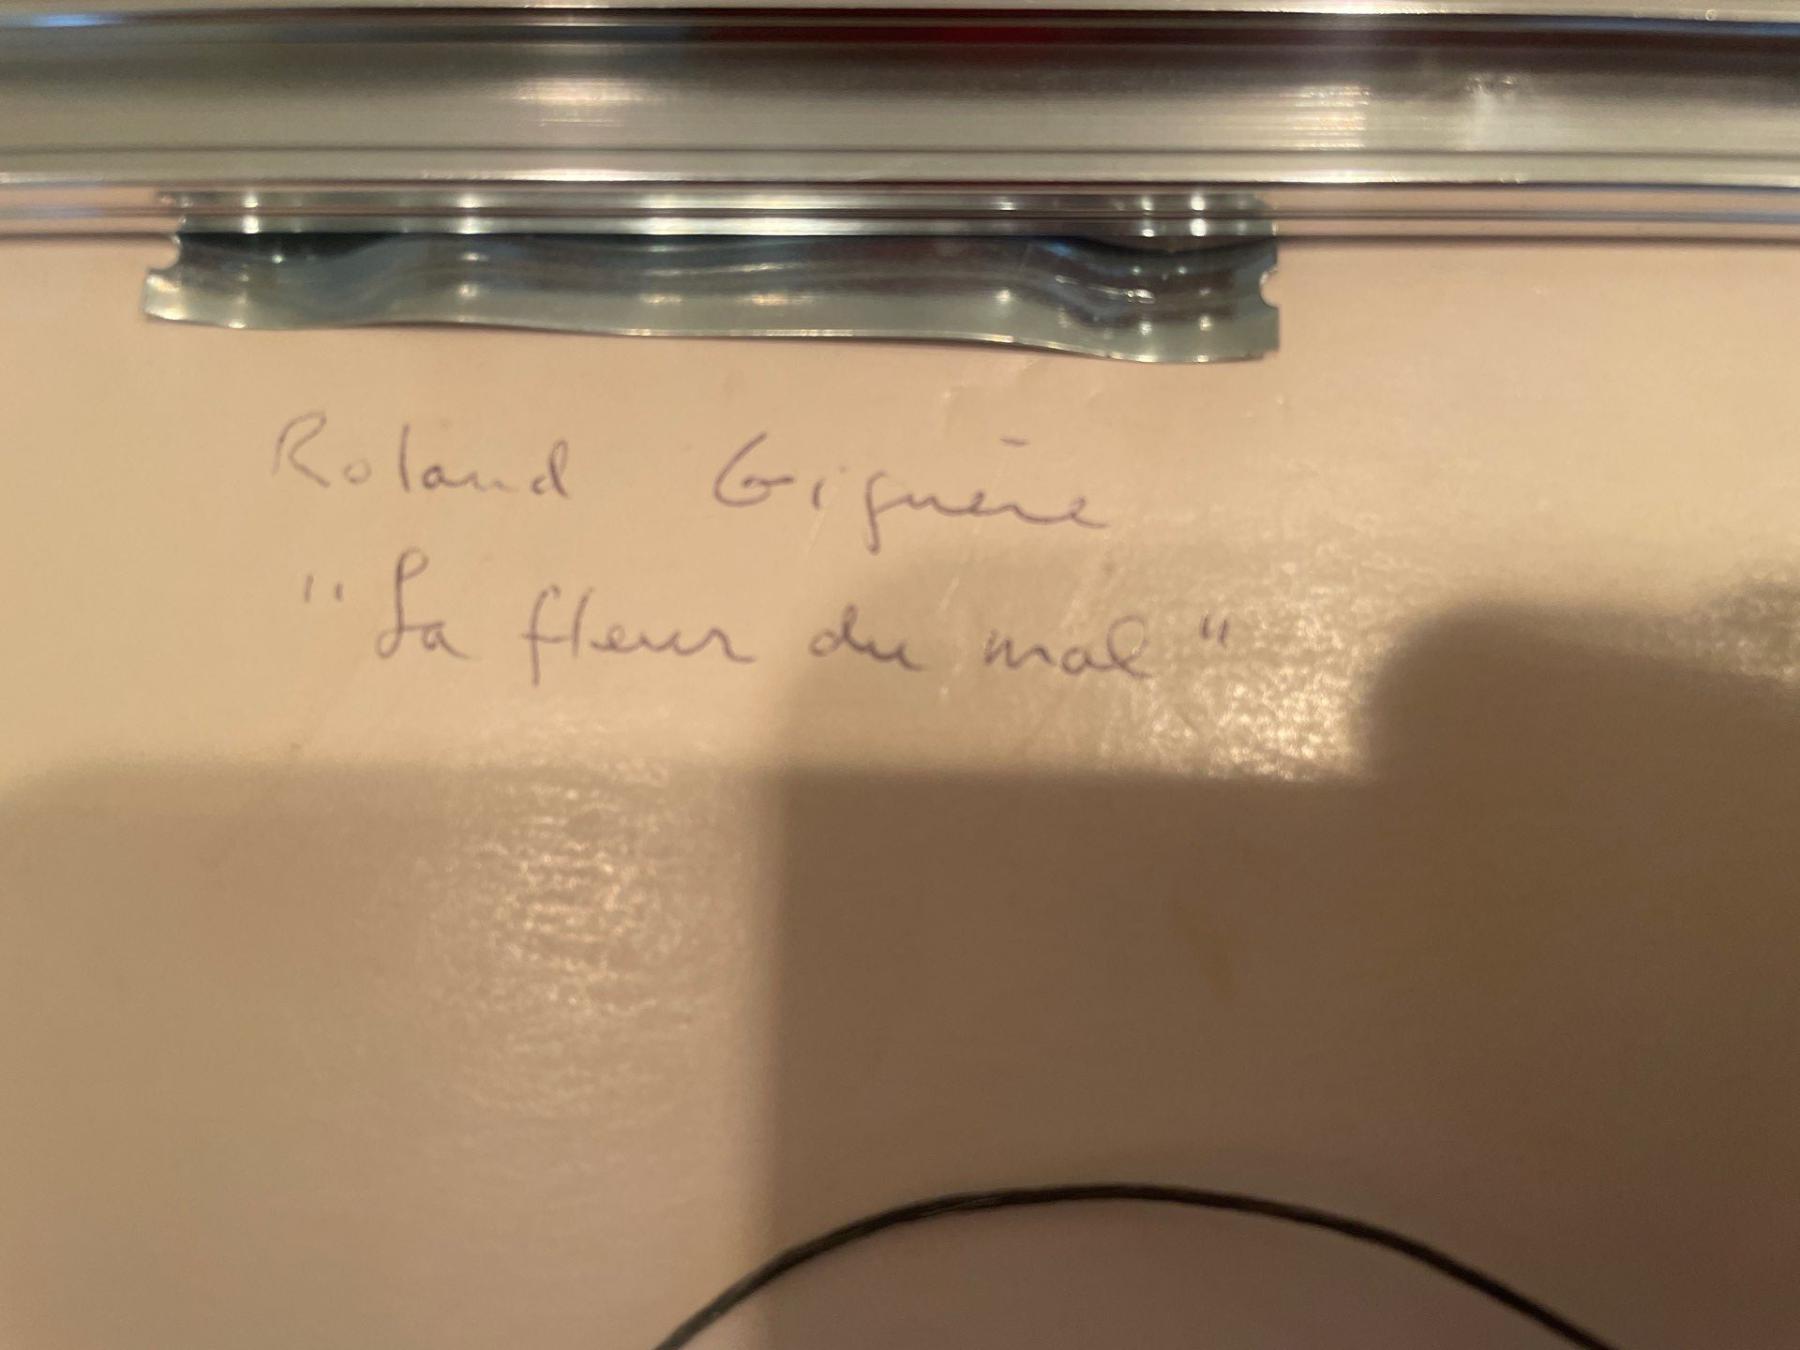 Roland Giguère
"La fleur du mal"